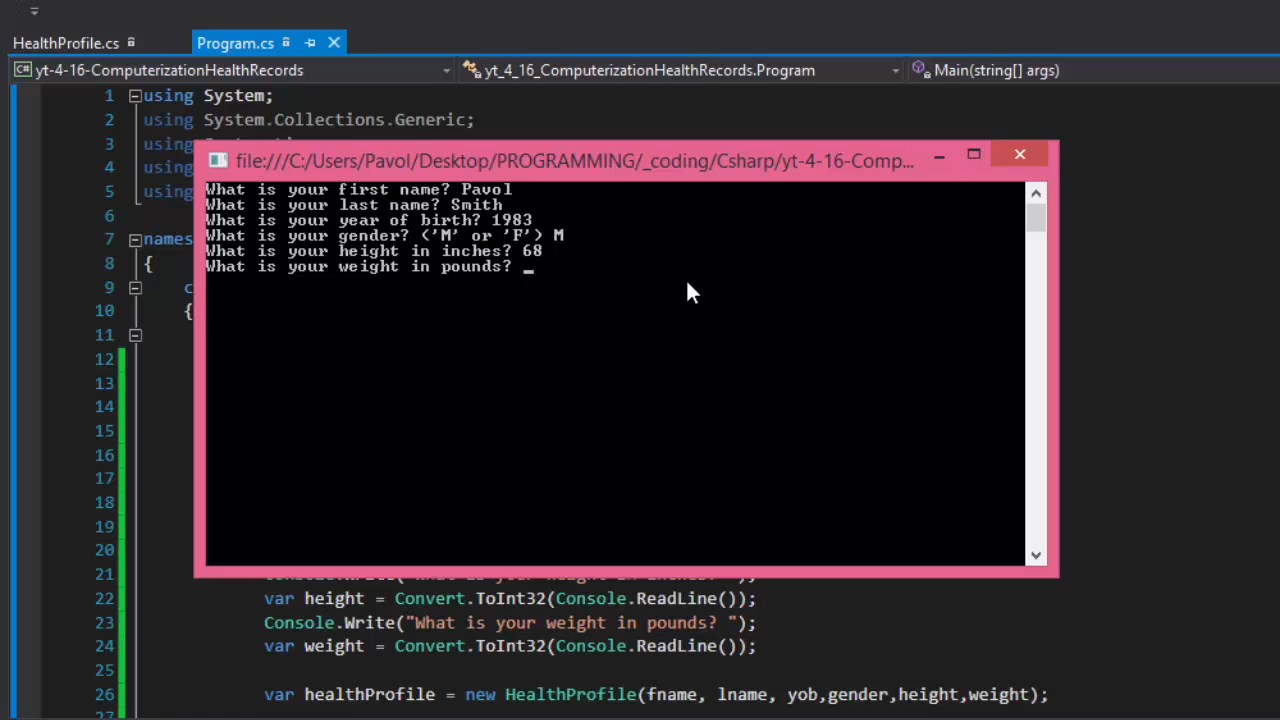 HealthProfile.cs
Program.cs
C# yt-4-16-ComputerizationHealthRecords
yt_4_16_ComputerizationHealthRecords.Program
Main(string[] args)
1 using System;
2 using System.Collections.Generic;
3 using
4 using
5 using
6
7 names
8 {
9 c
10 {
11
12
13
14
15
16
17
18
19
20
file:///C:/Users/Pavol/Desktop/PROGRAMMING/_coding/Csharp/yt-4-16-Comp...
What is your first name? Pavol
What is your last name? Smith
What is your year of birth? 1983
What is your gender? ('M' or 'F') M
What is your height in inches? 68
What is your weight in pounds? _
21
22 var height = Convert.ToInt32(Console.ReadLine());
23 Console.Write("What is your weight in pounds? ");
24 var weight = Convert.ToInt32(Console.ReadLine());
25
26 var healthProfile = new HealthProfile(fname, lname, yob,gender,height,weight);
27